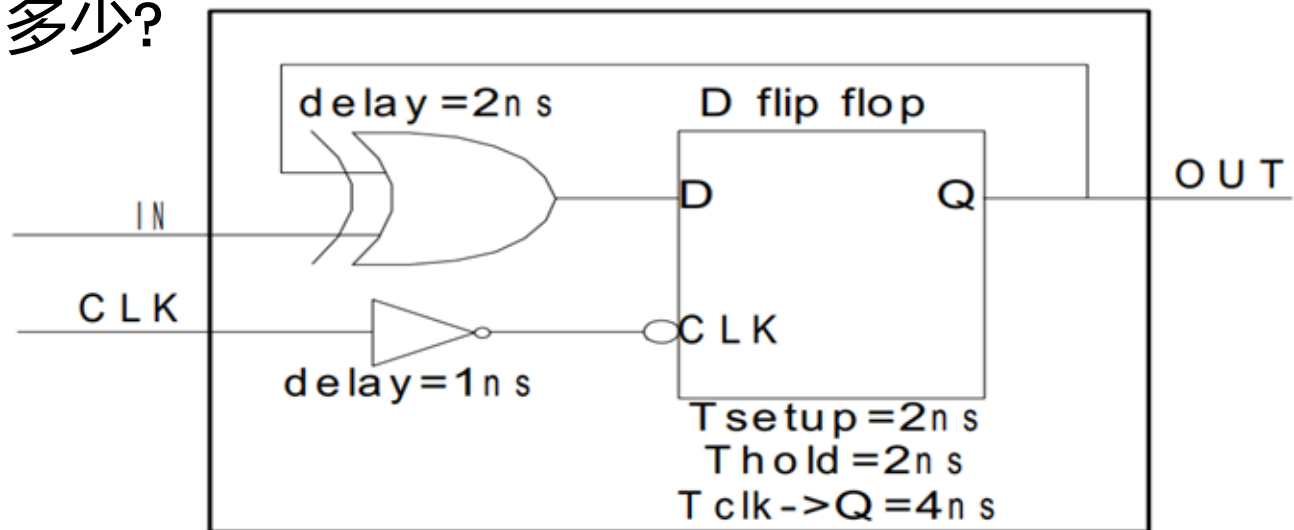 多少?
delay=2ns
D flip flop
OUT
D
Q
IN
CLK
CLK
delay=1ns
Tsetup=2ns
Thold=2ns
Tclk->Q=4ns